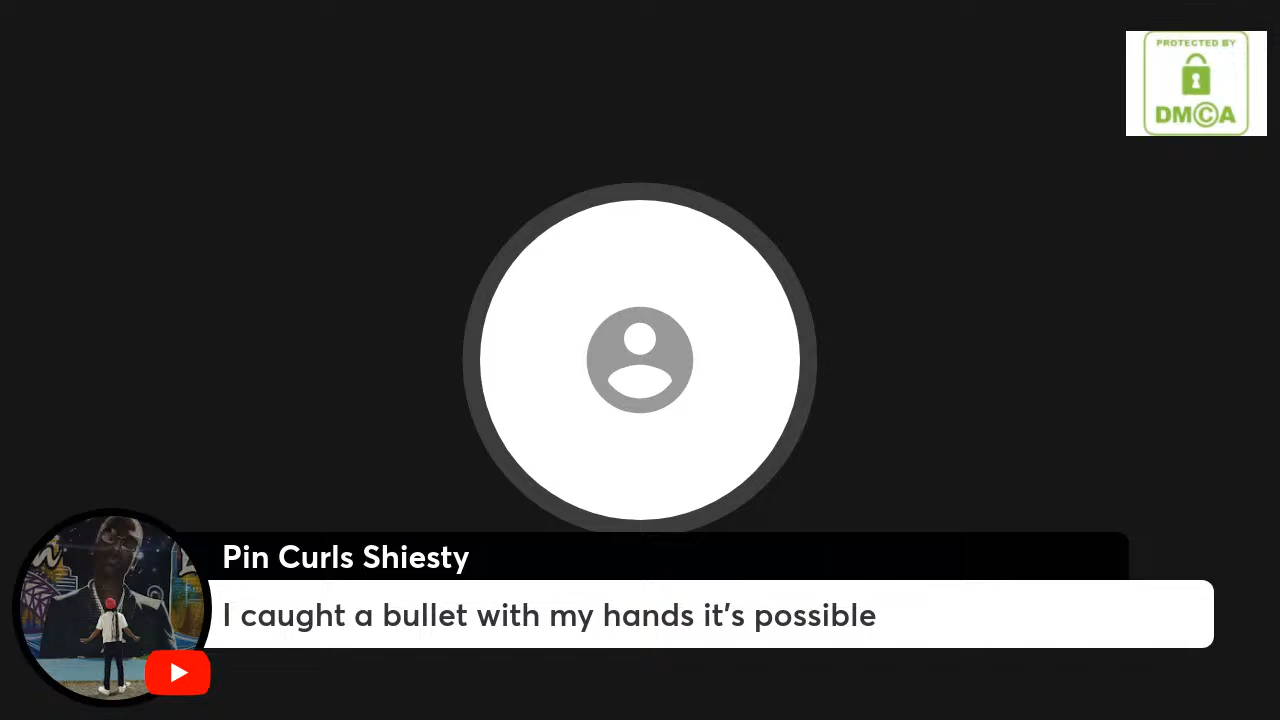 PROTECTED BY
DMCA
Pin Curls Shiesty
I caught a bullet with my hands it's possible